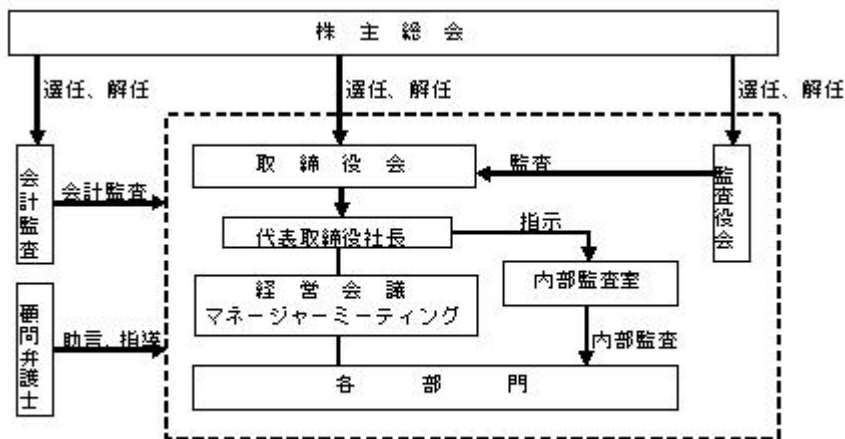 株主総会
選任、解任
選任、解任
選任、解任
取締役会
監査
監査役会
会計監査
会計監査
代表取締役社長
指示
内部監査室
経営会議
マネージャーミーティング
顧問弁護士
助言、指導
内部監査
各部門